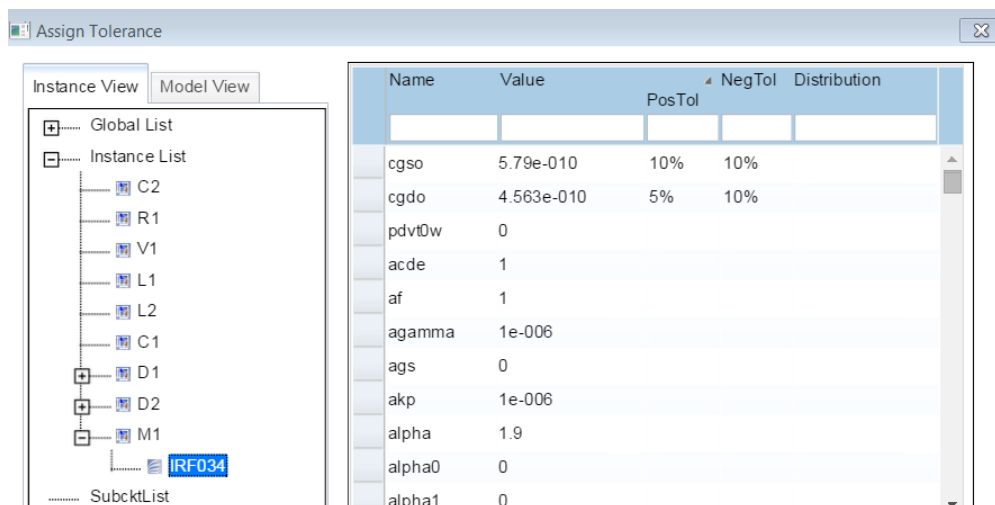 Assign Tolerance
Instance View Model View
Global List
Instance List
C2
R1
V1
L1
L2
C1
D1
D2
M1
IRF034
SubcktList
Name Value PosTol NegTol Distribution
cgso 5.79e-010 10% 10%
cgdo 4.563e-010 5% 10%
pdvt0w 0
acde 1
af 1
agamma 1e-006
ags 0
akp 1e-006
alpha 1.9
alpha0 0
alpha1 0